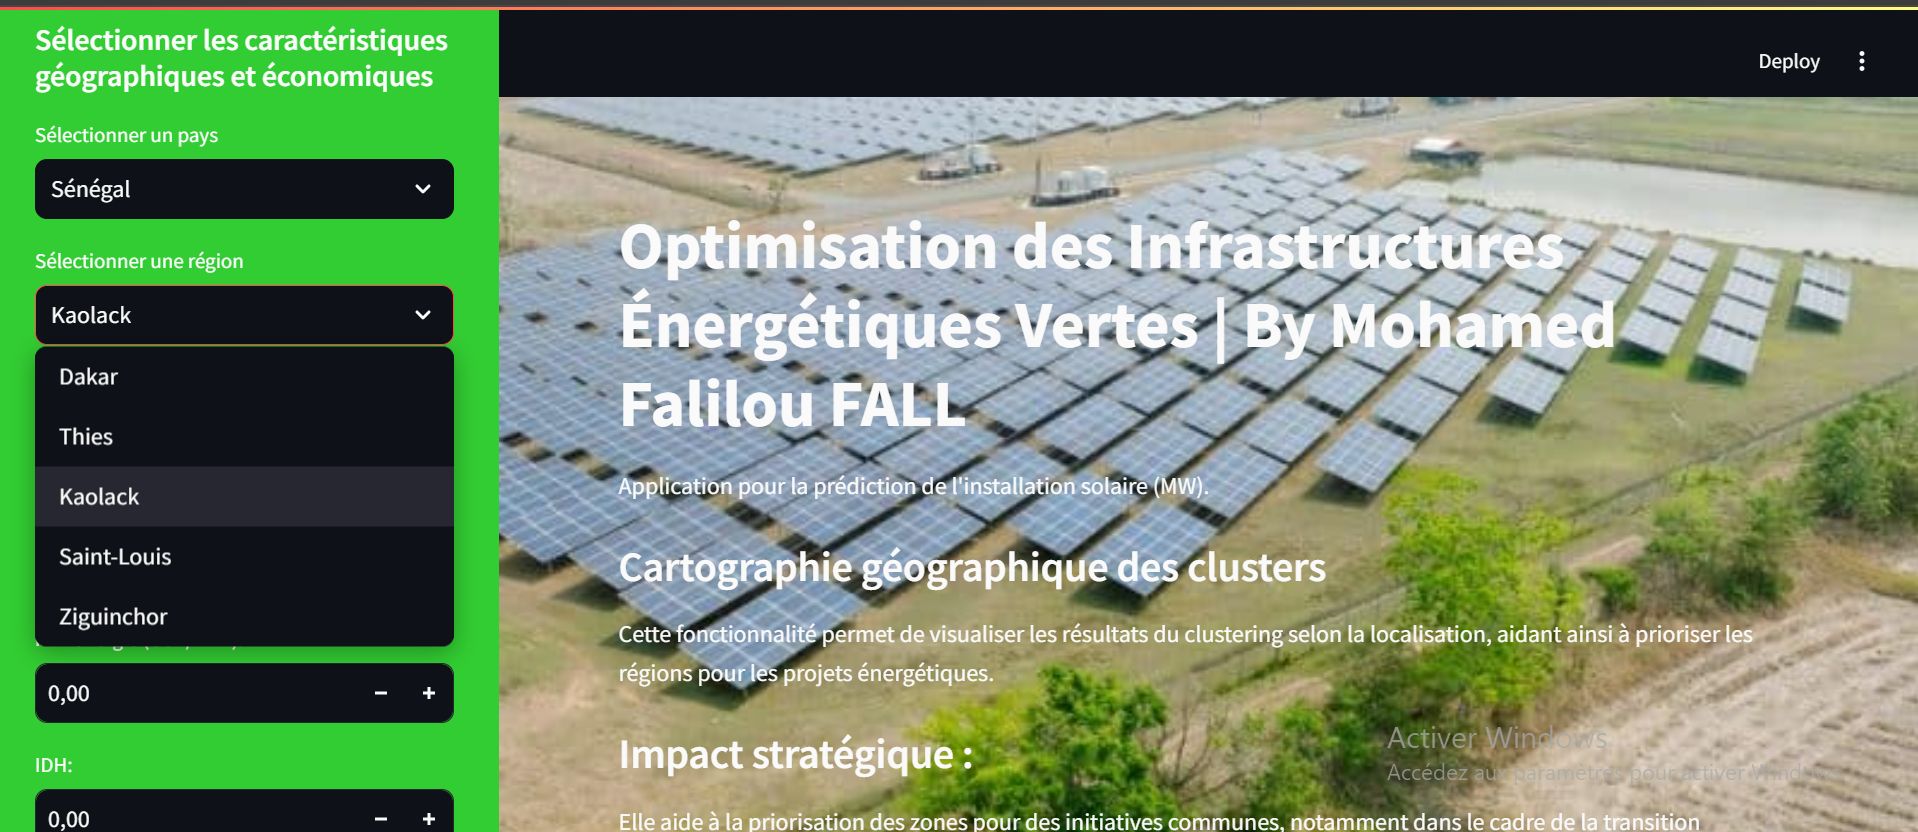 Sélectionner les caractéristiques
géographiques et économiques
Sélectionner un pays
Sénégal
Sélectionner une région
Kaolack
Dakar
Thies
Kaolack
Saint-Louis
Ziguinchor
0,00
IDH:
0,00
Deploy
Optimisation des Infrastructures
Énergétiques Vertes | By Mohamed
Falilou FALL
Application pour la prédiction de l'installation solaire (MW).
Cartographie géographique des clusters
Cette fonctionnalité permet de visualiser les résultats du clustering selon la localisation, aidant ainsi à prioriser les
régions pour les projets énergétiques.
Impact stratégique :
Elle aide à la priorisation des zones pour des initiatives communes, notamment dans le cadre de la transition
Activer Windows
Accédez aux paramètres pour activer Windows.